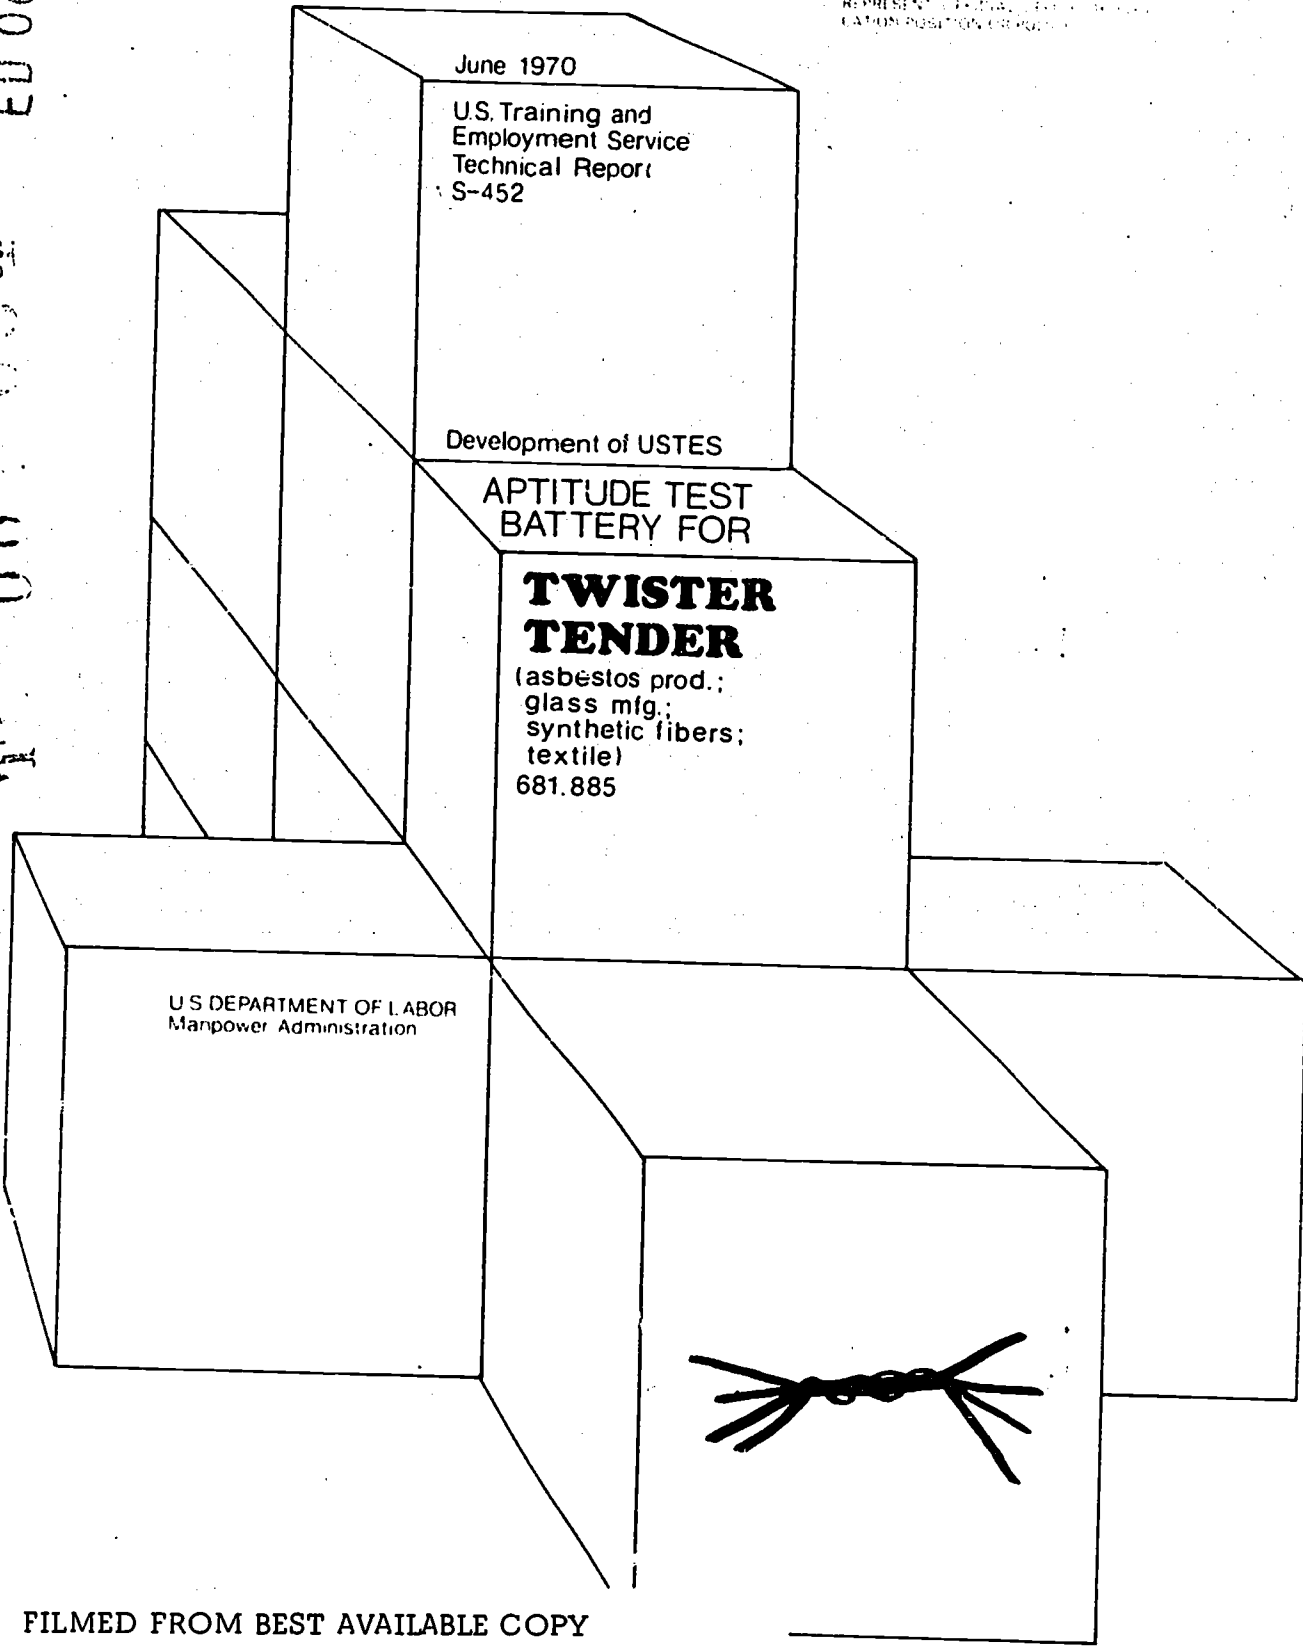 June 1970
U.S. Training and
Employment Service
Technical Report
S-452
Development of USTES
APTITUDE TEST
BATTERY FOR
TWISTER
TENDER
(asbestos prod.;
glass mfg.;
synthetic fibers;
textile)
681.885
U S DEPARTMENT OF LABOR
Manpower Administration
FILMED FROM BEST AVAILABLE COPY